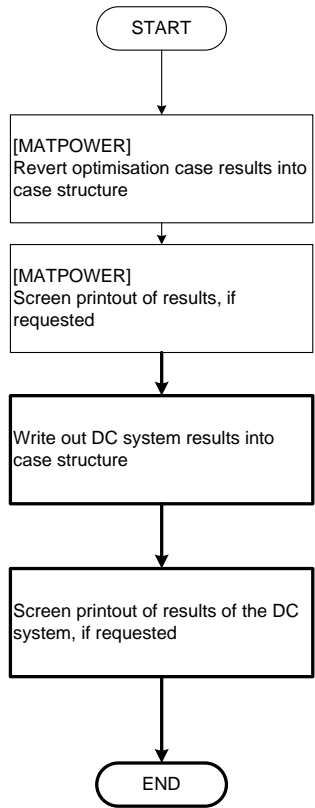 START
[MATPOWER]
Revert optimisation case results into
case structure
[MATPOWER]
Screen printout of results, if
requested
Write out DC system results into
case structure
Screen printout of results of the DC
system, if requested
END